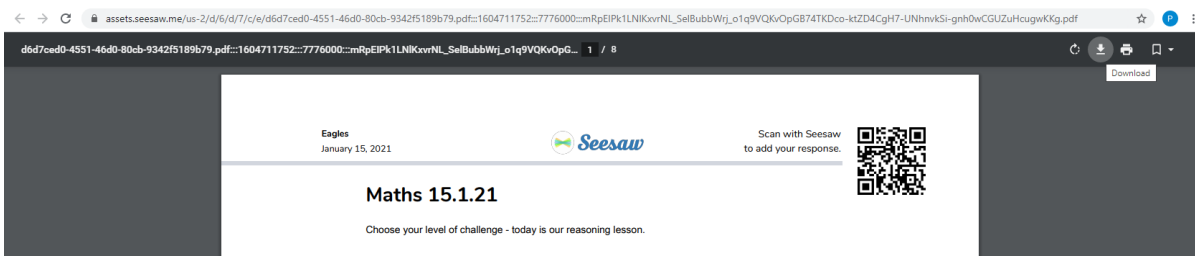 assets.seesaw.me/us-2/d/6/d/7/c/e/d6d7ced0-4551-46d0-80cb-9342f5189b79.pdf:::1604711752:::7776000:::mRpEIPk1LNlKxvrNL_SelBubbWrj_o1q9VQKvOpGB74TKDco-ktZD4CgH7-UNhnvkSi-gnh0wCGUZuHcugwKKg.pdf
P
d6d7ced0-4551-46d0-80cb-9342f5189b79.pdf:::1604711752:::7776000:::mRpEIPk1LNlKxvrNL_SelBubbWrj_o1q9VQKvOpG... 1 / 8
Download
Eagles
January 15, 2021
Seesaw
Scan with Seesaw
to add your response.
Maths 15.1.21
Choose your level of challenge - today is our reasoning lesson.